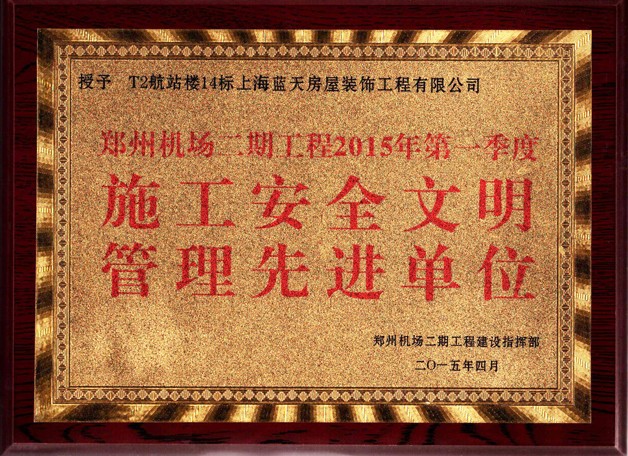 授予 T2航站楼14标上海蓝天房屋装饰工程有限公司
郑州机场二期工程2015年第一季度
施工安全文明
管理先进单位
郑州机场二期工程建设指挥部
二〇一五年四月